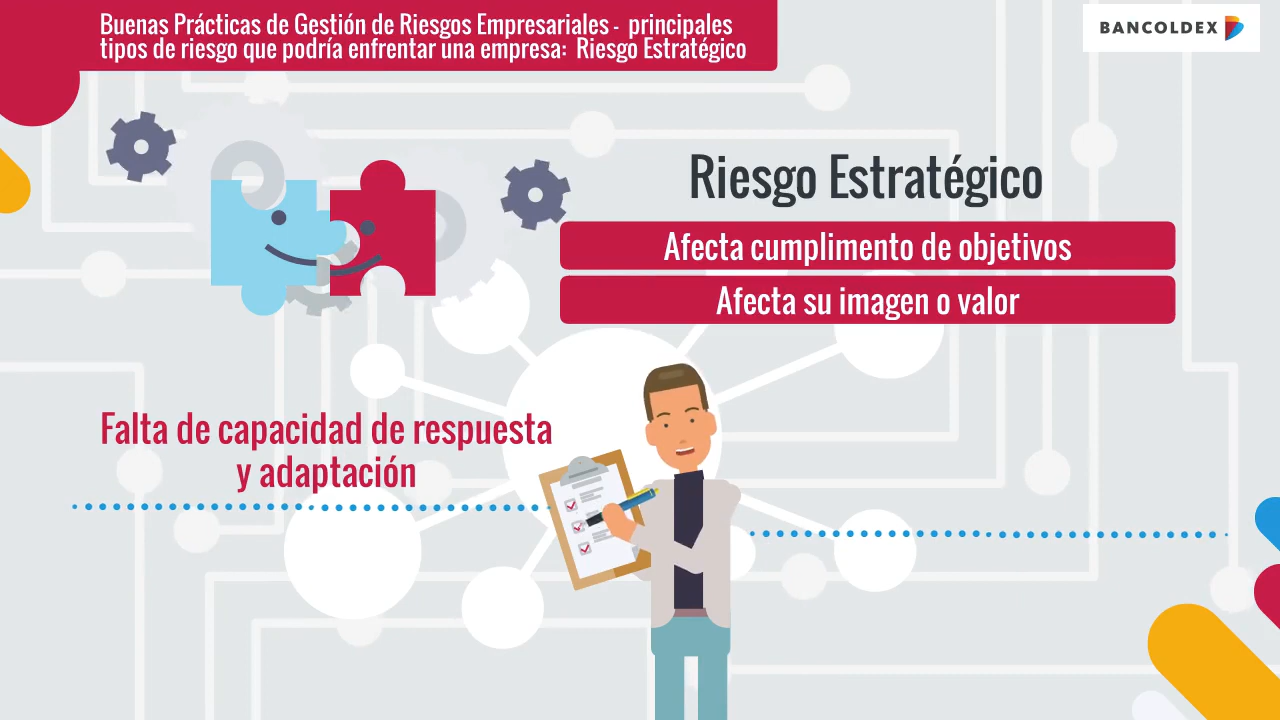 Buenas Prácticas de Gestión de Riesgos Empresariales - principales
tipos de riesgo que podría enfrentar una empresa: Riesgo Estratégico
BANCOLDEX
Riesgo Estratégico
Afecta cumplimento de objetivos
Afecta su imagen o valor
Falta de capacidad de respuesta
y adaptación